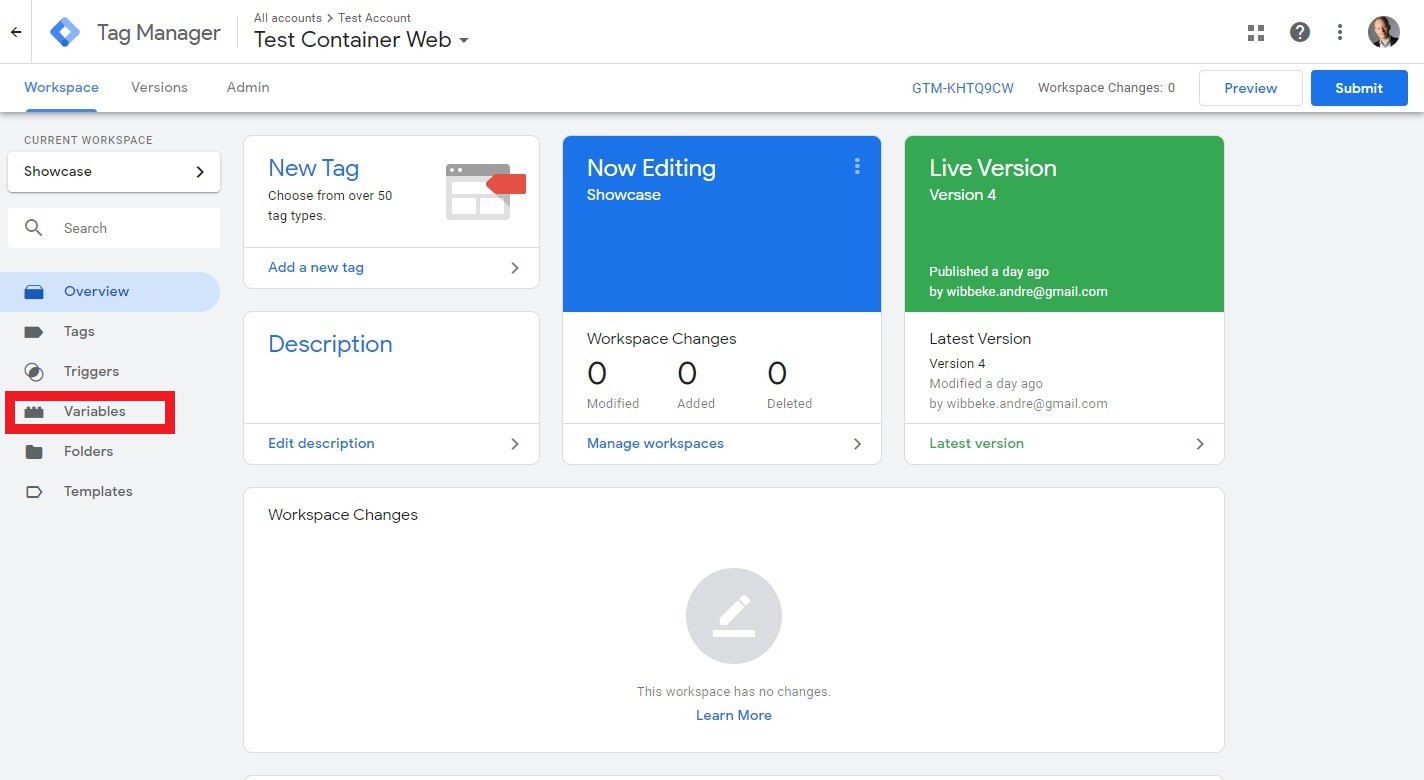 Tag Manager
All accounts > Test Account
Test Container Web
Workspace
Versions
Admin
GTM-KHTQ9CW
Workspace Changes: 0
Preview
Submit
CURRENT WORKSPACE
Showcase
Search
Overview
Tags
Triggers
Variables
Folders
Templates
New Tag
Choose from over 50
tag types.
Add a new tag
Description
Edit description
Now Editing
Showcase
Workspace Changes
0 0 0
Modified Added Deleted
Manage workspaces
Live Version
Version 4
Published a day ago
by wibbeke.andre@gmail.com
Latest Version
Version 4
Modified a day ago
by wibbeke.andre@gmail.com
Latest version
Workspace Changes
This workspace has no changes.
Learn More